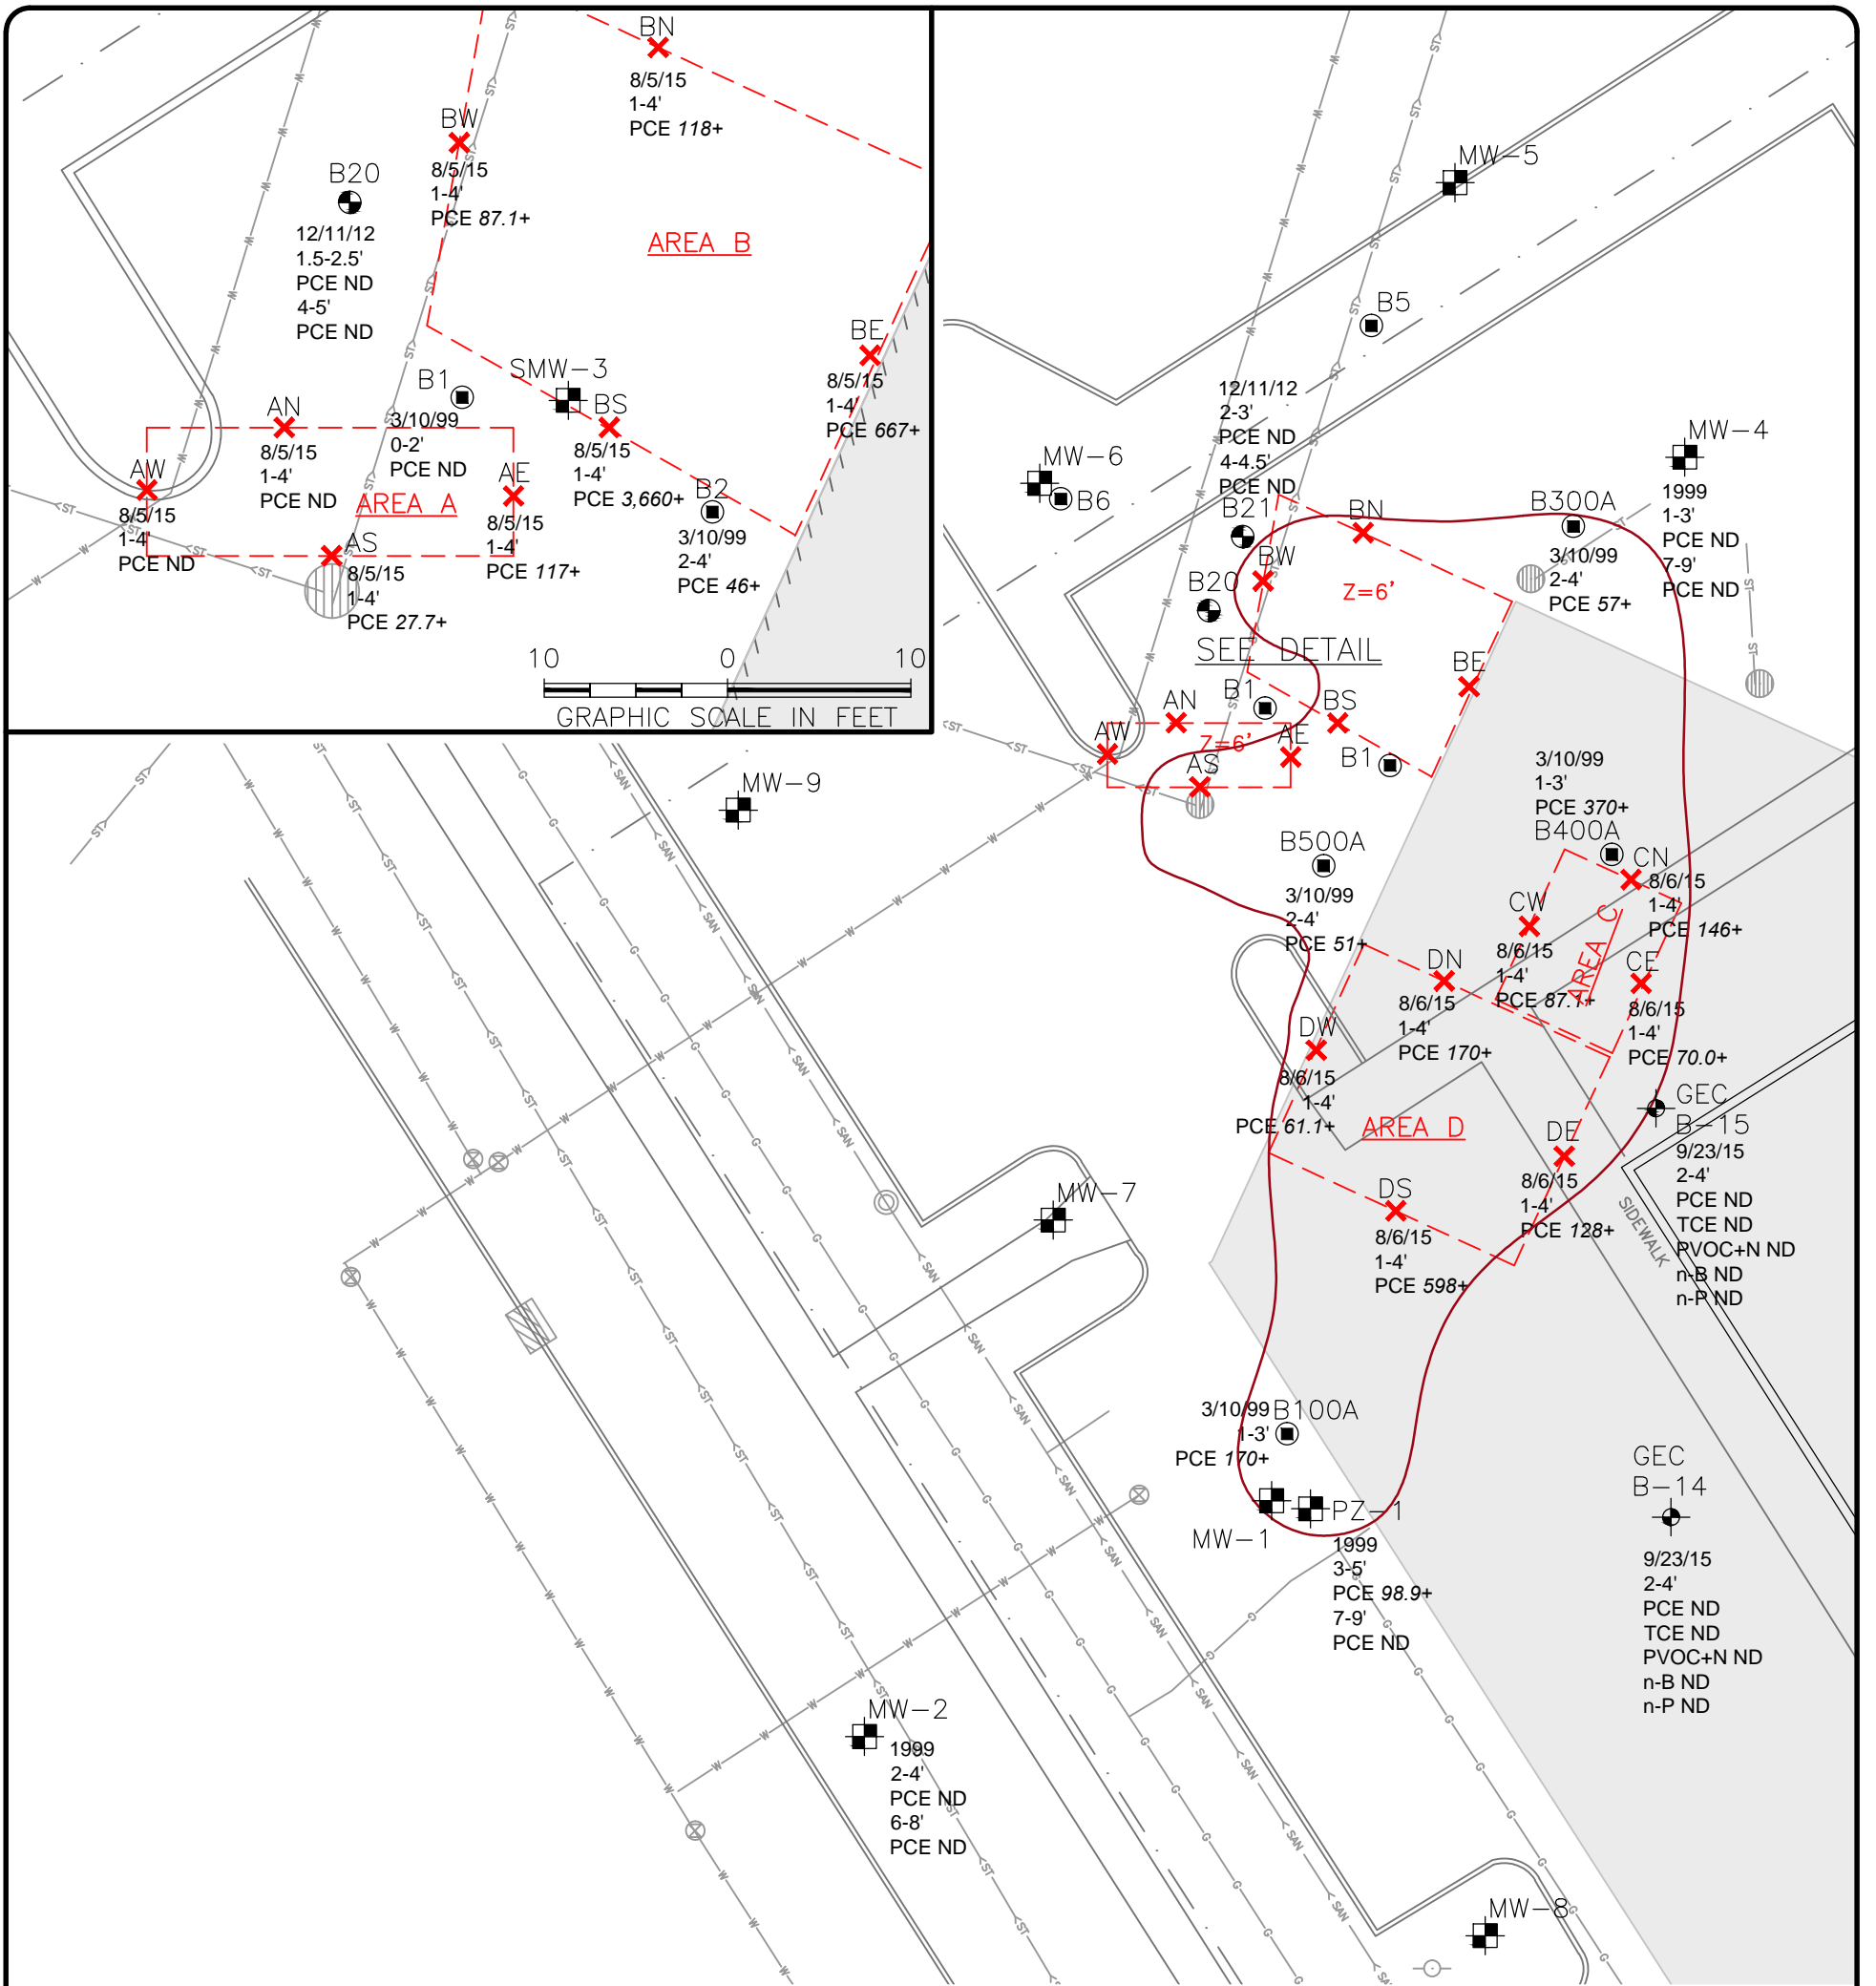 BN
8/5/15
1-4'
PCE 118+
BW
8/5/15
1-4'
PCE 87.1+
B20
12/11/12
1.5-2.5'
PCE ND
4-5'
PCE ND
AREA B
BE
8/5/15
1-4'
PCE 667+
SMW-3
B1
3/10/99
0-2'
PCE ND
BS
8/5/15
1-4'
PCE 3,660+
AN
8/5/15
1-4'
PCE ND
AW
8/5/15
1-4'
PCE ND
AREA A
AE
8/5/15
1-4'
PCE 117+
B2
3/10/99
2-4'
PCE 46+
AS
8/5/15
1-4'
PCE 27.7+
10 0 10
GRAPHIC SCALE IN FEET
MW-5
B5
12/11/12
2-3'
PCE ND
4-4.5'
PCE ND
B21
MW-6
B6
MW-4
1999
1-3'
PCE ND
7-9'
PCE ND
BN
B300A
3/10/99
2-4'
PCE 57+
BW
B20
Z=6'
SEE DETAIL
BE
B1
BS
AN
AW
Z=6'
AE
AS
B1
3/10/99
1-3'
PCE 370+
B400A
MW-9
B500A
3/10/99
2-4'
PCE 51+
CN
8/6/15
1-4'
PCE 146+
CW
8/6/15
1-4'
PCE 87.1+
AREA C
CE
8/6/15
1-4'
PCE 70.0+
DN
8/6/15
1-4'
PCE 170+
DW
8/6/15
1-4'
PCE 61.1+
AREA D
DE
8/6/15
1-4'
PCE 128+
GEC
B-15
9/23/15
2-4'
PCE ND
TCE ND
PVOC+N ND
n-B ND
n-P ND
SIDEWALK
DS
8/6/15
1-4'
PCE 598+
MW-7
3/10/99
1-3'
PCE 170+
B100A
MW-1
PZ-1
1999
3-5'
PCE 98.9+
7-9'
PCE ND
GEC
B-14
9/23/15
2-4'
PCE ND
TCE ND
PVOC+N ND
n-B ND
n-P ND
MW-2
1999
2-4'
PCE ND
6-8'
PCE ND
MW-8